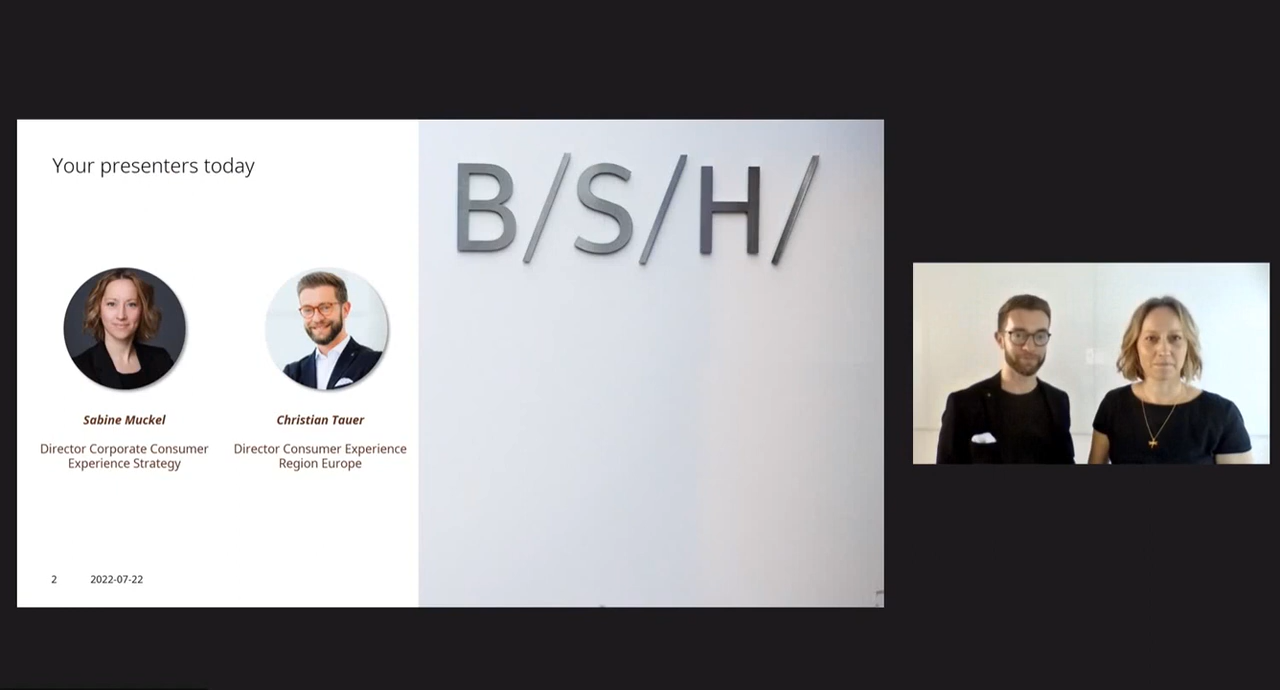 Your presenters today
B/S/H/
Sabine Muckel
Director Corporate Consumer
Experience Strategy
Christian Tauer
Director Consumer Experience
Region Europe
2
2022-07-22